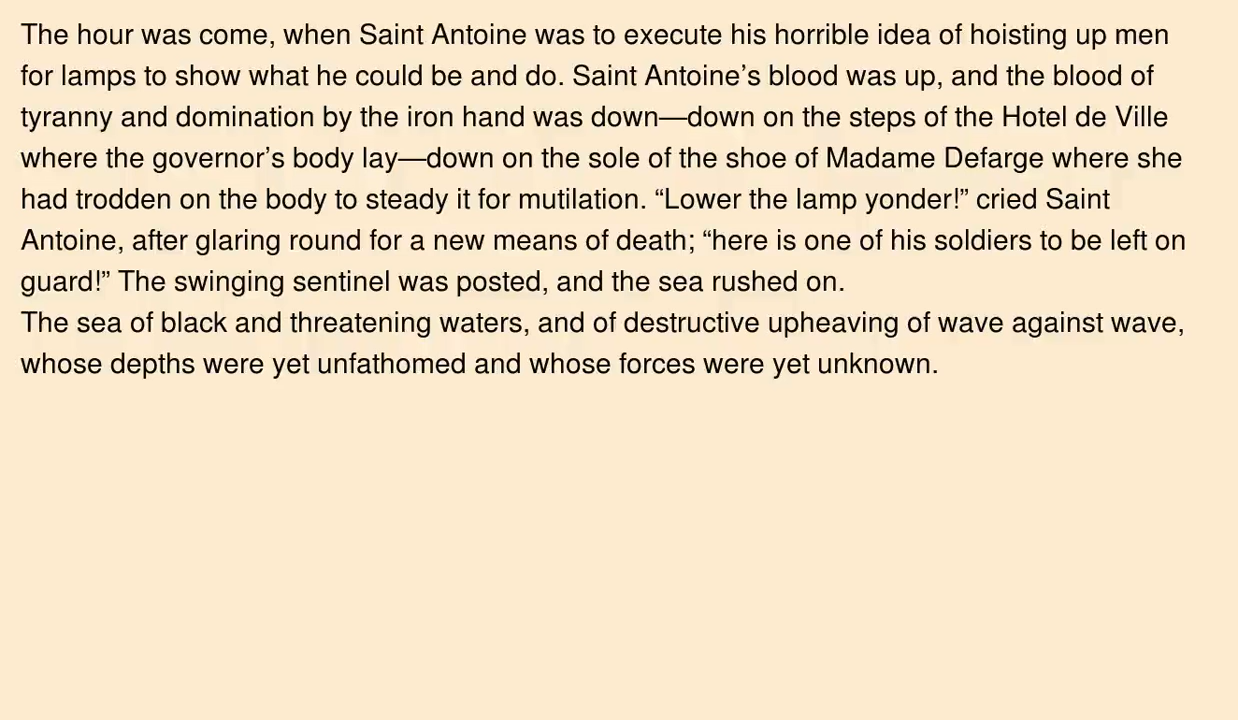 The hour was come, when Saint Antoine was to execute his horrible idea of hoisting up men
for lamps to show what he could be and do. Saint Antoine’s blood was up, and the blood of
tyranny and domination by the iron hand was down—down on the steps of the Hotel de Ville
where the governor’s body lay—down on the sole of the shoe of Madame Defarge where she
had trodden on the body to steady it for mutilation. “Lower the lamp yonder!” cried Saint
Antoine, after glaring round for a new means of death; “here is one of his soldiers to be left on
guard!” The swinging sentinel was posted, and the sea rushed on.
The sea of black and threatening waters, and of destructive upheaving of wave against wave,
whose depths were yet unfathomed and whose forces were yet unknown.